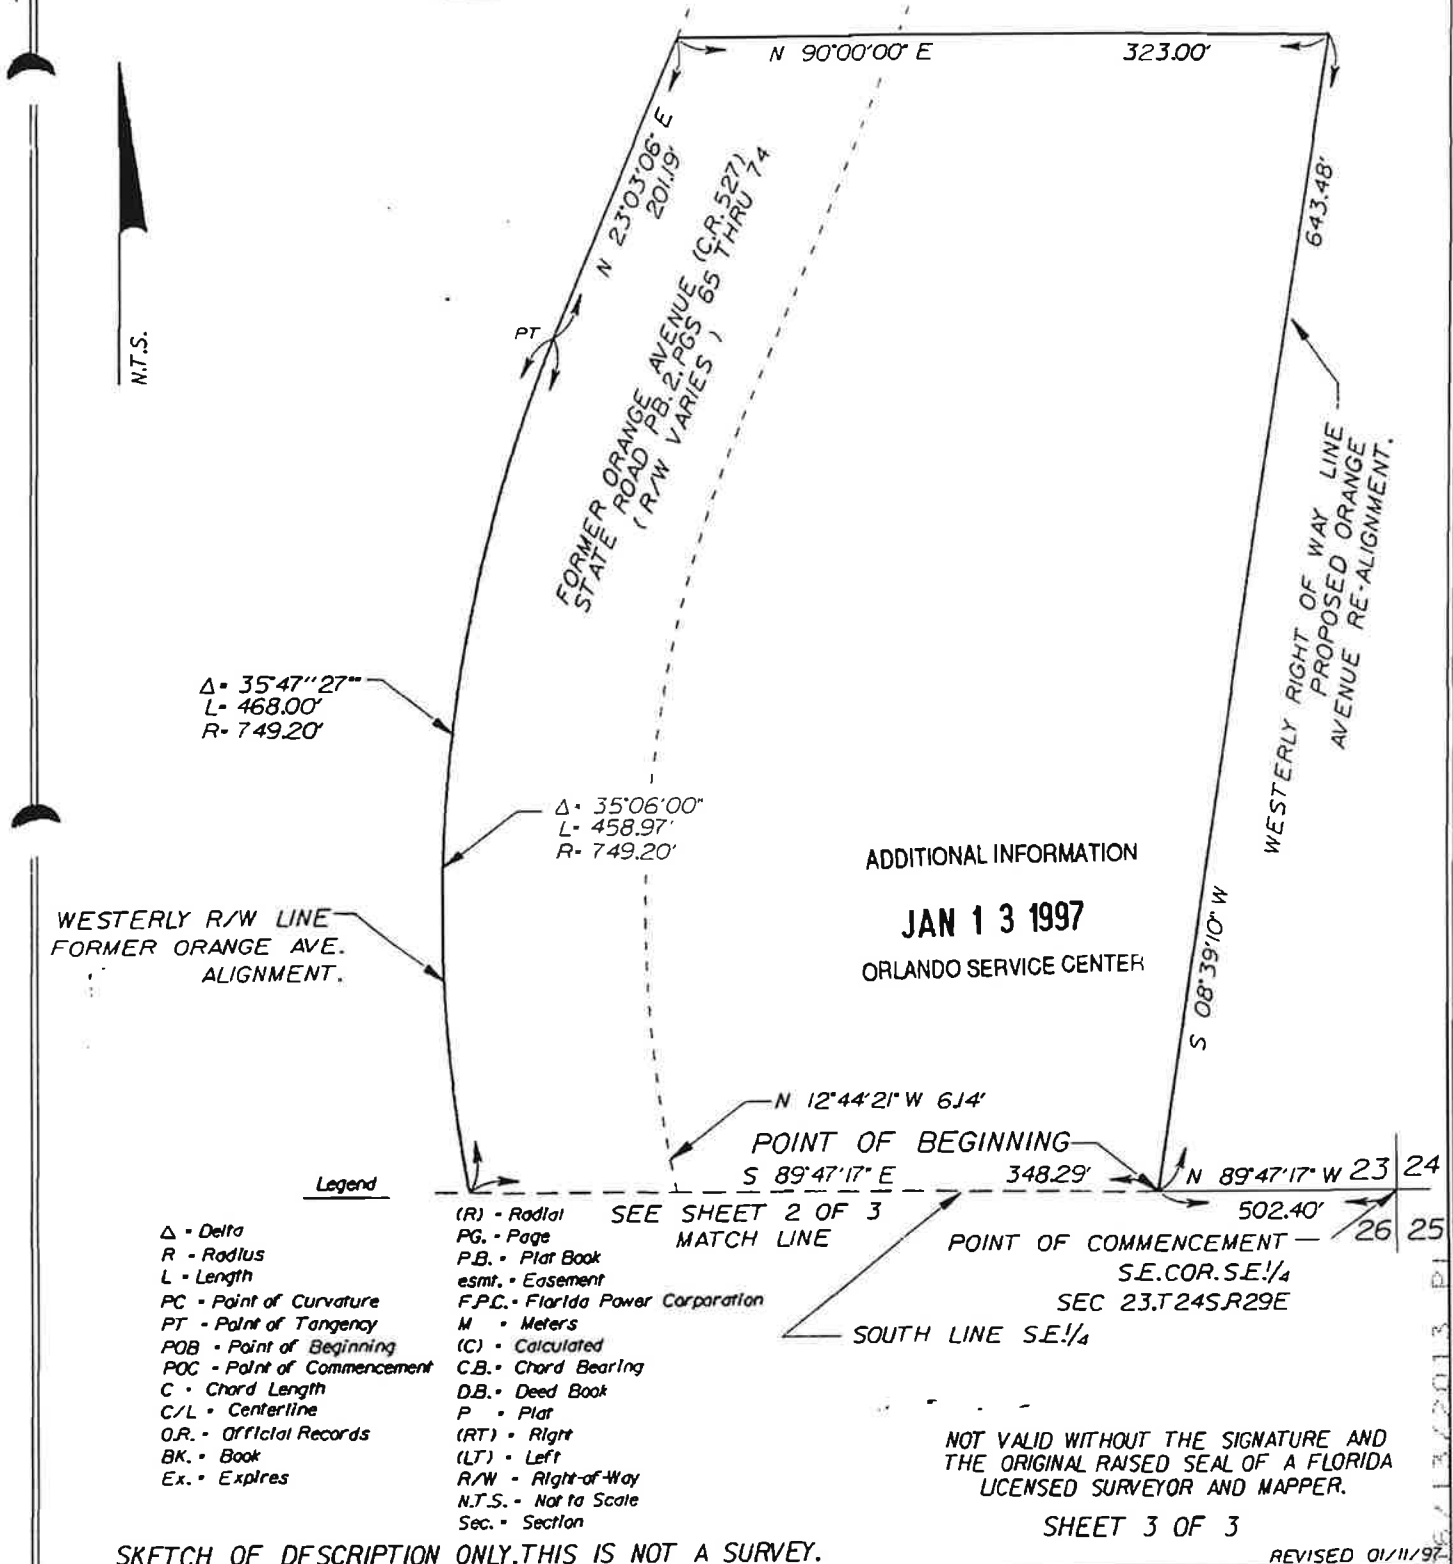 N 90°00'00" E 323.00'
N 23°03'06" E
201.19'
643.48'
N.T.S.
PT
FORMER ORANGE AVENUE (C.R. 527)
STATE ROAD PB. 2, PGS 65 THRU 74
( R/W VARIES )
WESTERLY RIGHT OF WAY LINE
PROPOSED ORANGE
AVENUE RE-ALIGNMENT.
Δ= 35°47''27""
L= 468.00'
R= 749.20'
Δ= 35°06'00"
L= 458.97'
R= 749.20'
ADDITIONAL INFORMATION
JAN 1 3 1997
ORLANDO SERVICE CENTER
WESTERLY R/W LINE
FORMER ORANGE AVE.
ALIGNMENT.
S 08°39'10" W
N 12°44'21" W 6.14'
POINT OF BEGINNING
S 89°47'17" E 348.29'
N 89°47'17" W 23 24
502.40'
26 25
SEE SHEET 2 OF 3
MATCH LINE
POINT OF COMMENCEMENT
S.E. COR. S.E. 1/4
SEC 23, T24S, R29E
SOUTH LINE S.E. 1/4
Legend
Δ = Delta
R = Radius
L = Length
PC = Point of Curvature
PT = Point of Tangency
POB = Point of Beginning
POC = Point of Commencement
C = Chord Length
C/L = Centerline
O.R. = Official Records
BK. = Book
Ex. = Expires
(R) = Radial
PG. = Page
P.B. = Plat Book
esmt. = Easement
F.P.C. = Florida Power Corporation
M = Meters
(C) = Calculated
C.B. = Chord Bearing
D.B. = Deed Book
P = Plat
(RT) = Right
(LT) = Left
R/W = Right-of-Way
N.T.S. = Not to Scale
Sec. = Section
NOT VALID WITHOUT THE SIGNATURE AND
THE ORIGINAL RAISED SEAL OF A FLORIDA
LICENSED SURVEYOR AND MAPPER.
SHEET 3 OF 3
SKETCH OF DESCRIPTION ONLY. THIS IS NOT A SURVEY.
REVISED 01/11/97